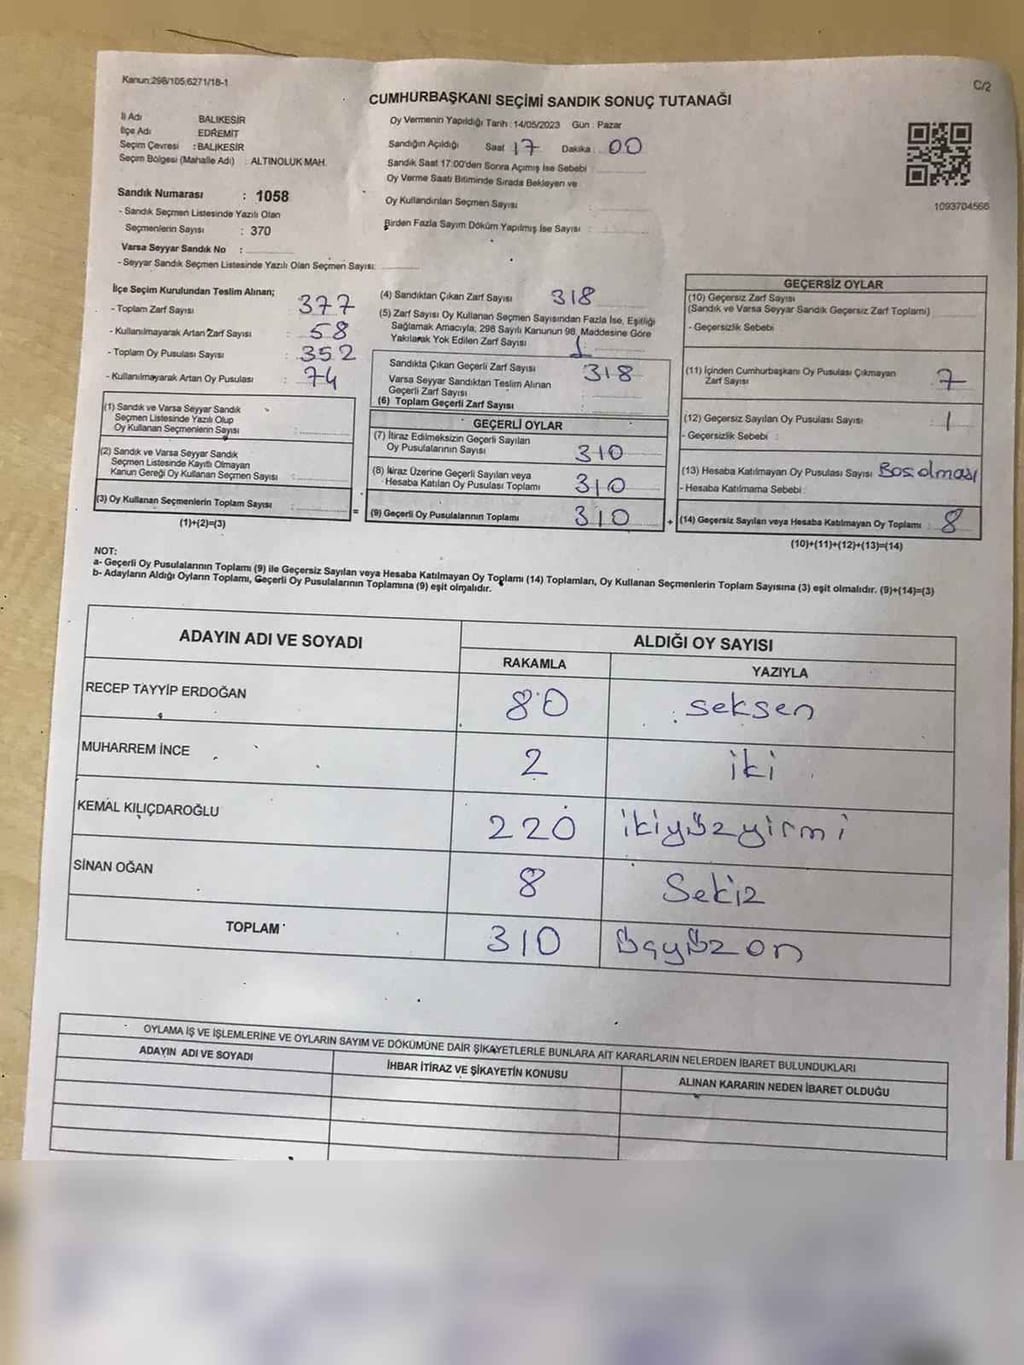 Kanun:298/105;6271/18-1
C/2
CUMHURBAŞKANI SEÇİMİ SANDIK SONUÇ TUTANAĞI
İl Adı BALIKESİR
İlçe Adı EDREMİT
Seçim Çevresi : BALIKESİR
Seçim Bölgesi (Mahalle Adı) : ALTINOLUK MAH.
Oy Vermenin Yapıldığı Tarih : 14/05/2023 Gün : Pazar
Sandığın Açıldığı Saat 17 Dakika : 00
Sandık Saat 17:00'den Sonra Açımış İse Sebebi :
Oy Verme Saati Bitiminde Sırada Bekleyen ve
Oy Kullandırılan Seçmen Sayısı
Birden Fazla Sayım Döküm Yapılmış İse Sayısı :
1093704566
Sandık Numarası : 1058
- Sandık Seçmen Listesinde Yazılı Olan
Seçmenlerin Sayısı : 370
Varsa Seyyar Sandık No :
- Seyyar Sandık Seçmen Listesinde Yazılı Olan Seçmen Sayısı:
İlçe Seçim Kurulundan Teslim Alınan;
- Toplam Zarf Sayısı : 377
- Kullanılmayarak Artan Zarf Sayısı : 58
- Toplam Oy Pusulası Sayısı : 352
- Kullanılmayarak Artan Oy Pusulası : 74
(1) Sandık ve Varsa Seyyar Sandık
Seçmen Listesinde Yazılı Olup
Oy Kullanan Seçmenlerin Sayısı :
(2) Sandık ve Varsa Seyyar Sandık
Seçmen Listesinde Kayıtlı Olmayan
Kanun Gereği Oy Kullanan Seçmen Sayısı :
(3) Oy Kullanan Seçmenlerin Toplam Sayısı :
(1)+(2)=(3)
(4) Sandıktan Çıkan Zarf Sayısı 318
(5) Zarf Sayısı Oy Kullanan Seçmen Sayısından Fazla İse, Eşitliği
Sağlamak Amacıyla, 298 Sayılı Kanunun 98. Maddesine Göre
Yakılarak Yok Edilen Zarf Sayısı :
Sandıkta Çıkan Geçerli Zarf Sayısı : 318
Varsa Seyyar Sandıktan Teslim Alınan
Geçerli Zarf Sayısı :
(6) Toplam Geçerli Zarf Sayısı :
GEÇERLİ OYLAR
(7) İtiraz Edilmeksizin Geçerli Sayılan
Oy Pusulalarının Sayısı : 310
(8) İtiraz Üzerine Geçerli Sayılan veya
Hesaba Katılan Oy Pusulası Toplamı : 310
= (9) Geçerli Oy Pusulalarının Toplamı : 310
GEÇERSİZ OYLAR
(10) Geçersiz Zarf Sayısı
(Sandık ve Varsa Seyyar Sandık Geçersiz Zarf Toplamı)
- Geçersizlik Sebebi :
(11) İçinden Cumhurbaşkanı Oy Pusulası Çıkmayan
Zarf Sayısı : 7
(12) Geçersiz Sayılan Oy Pusulası Sayısı : 1
- Geçersizlik Sebebi :
(13) Hesaba Katılmayan Oy Pusulası Sayısı Boş olması
- Hesaba Katılmama Sebebi :
+ (14) Geçersiz Sayılan veya Hesaba Katılmayan Oy Toplamı : 8
(10)+(11)+(12)+(13)=(14)
NOT:
a- Geçerli Oy Pusulalarının Toplamı (9) ile Geçersiz Sayılan veya Hesaba Katılmayan Oy Toplamı (14) Toplamları, Oy Kullanan Seçmenlerin Toplam Sayısına (3) eşit olmalıdır. (9)+(14)=(3)
b- Adayların Aldığı Oyların Toplamı, Geçerli Oy Pusulalarının Toplamına (9) eşit olmalıdır.
ADAYIN ADI VE SOYADI ALDIĞI OY SAYISI
RAKAMLA YAZIYLA
RECEP TAYYİP ERDOĞAN 80 seksen
MUHARREM İNCE 2 iki
KEMAL KILIÇDAROĞLU 220 ikiyüzyirmi
SİNAN OĞAN 8 Sekiz
TOPLAM 310 üçyüzon
OYLAMA İŞ VE İŞLEMLERİNE VE OYLARIN SAYIM VE DÖKÜMÜNE DAİR ŞİKAYETLERLE BUNLARA AİT KARARLARIN NELERDEN İBARET BULUNDUKLARI
ADAYIN ADI VE SOYADI İHBAR İTİRAZ VE ŞİKAYETİN KONUSU ALINAN KARARIN NEDEN İBARET OLDUĞU